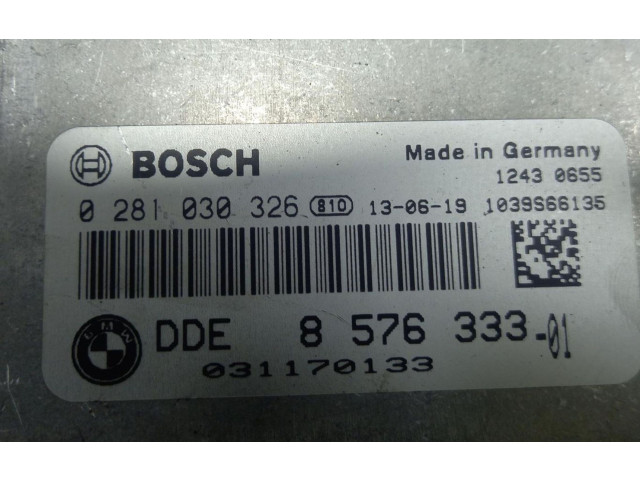 BOSCH Made in Germany
1243 0655
0 281 030 326 810 13-06-19 1039S66135
BMW DDE 8 576 333-01
031170133